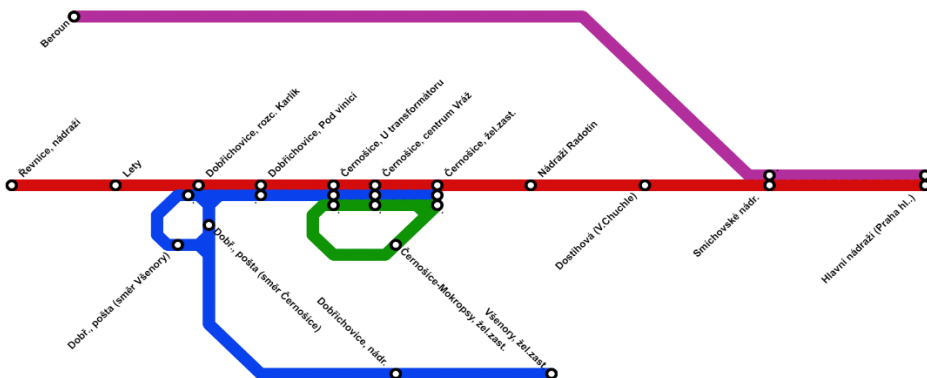 Beroun
Řevnice, nádraží
Lety
Dobřichovice, rozc. Karlík
Dobřichovice, Pod vinicí
Černošice, U transformátoru
Černošice, centrum Vráž
Černošice, žel.zast.
Nádraží Radotín
Dostihová (V.Chuchle)
Smíchovské nádr.
Hlavní nádraží (Praha hl.,)
Dobř., pošta (směr Všenory)
Dobř., pošta (směr Černošice)
Dobřichovice, nádr.
Černošice-Mokropsy, žel.zast.
Všenory, žel.zast.